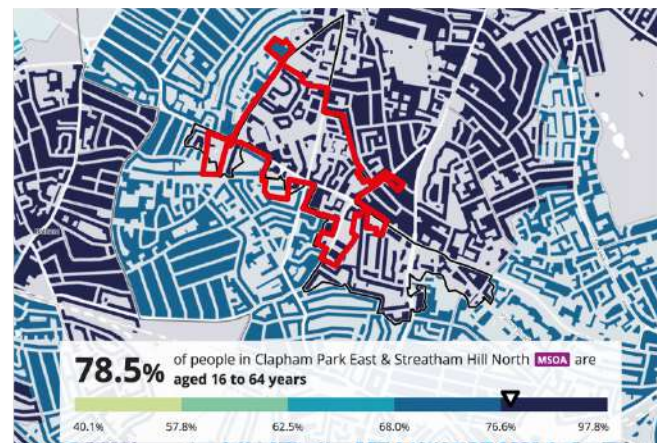 78.5% of people in Clapham Park East & Streatham Hill North MSOA are
aged 16 to 64 years
40.1% 57.8% 62.5% 68.0% 76.6% 97.8%